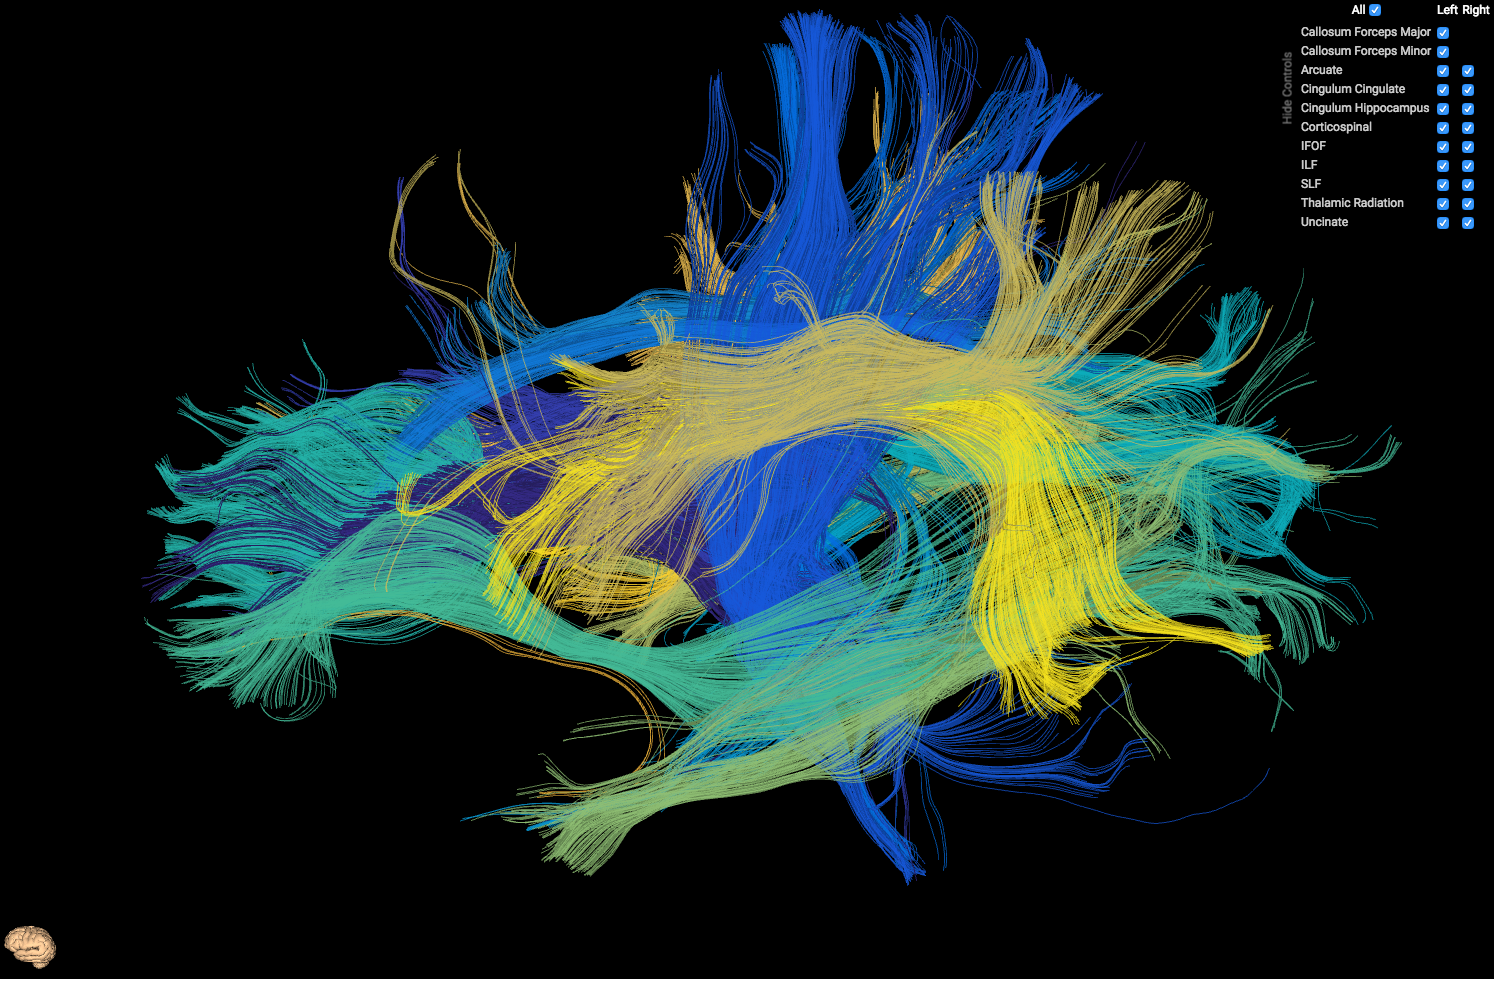 All Left Right
Callosum Forceps Major
Callosum Forceps Minor
Arcuate
Cingulum Cingulate
Cingulum Hippocampus
Corticospinal
IFOF
ILF
SLF
Thalamic Radiation
Uncinate
Hide Controls